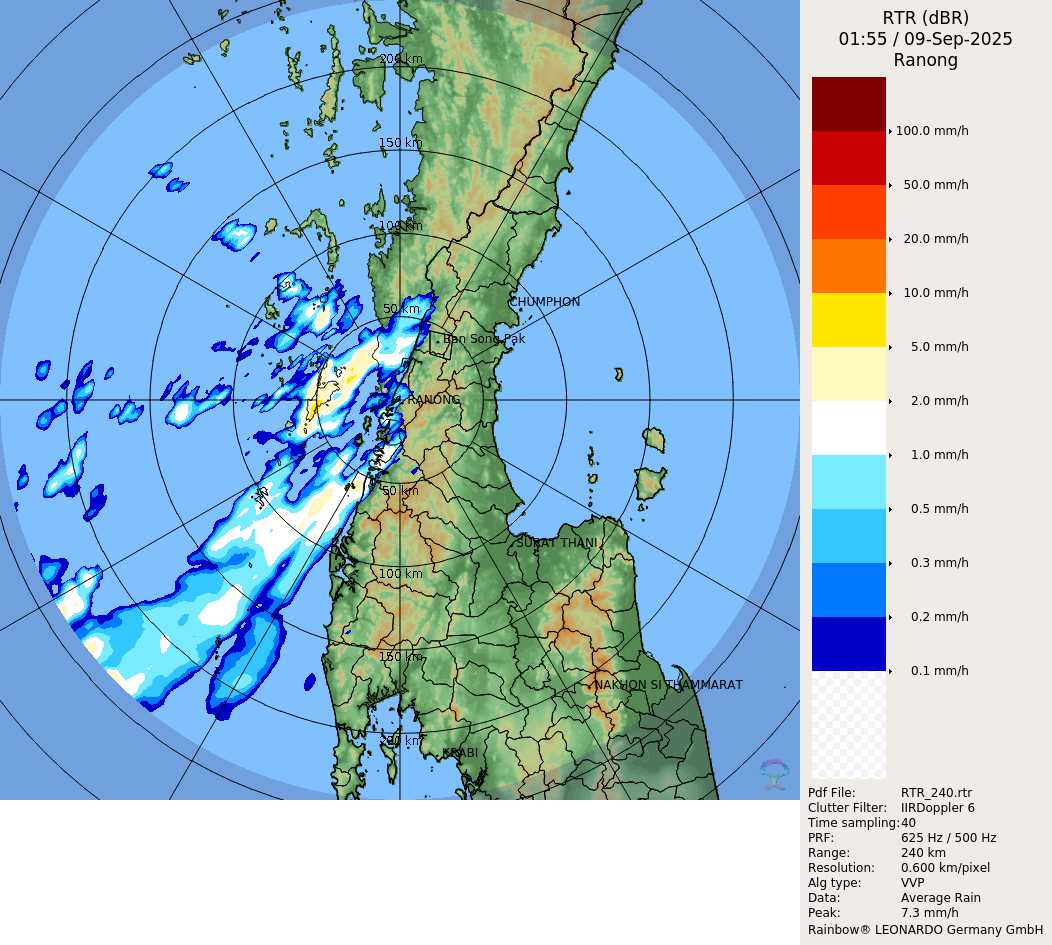 RTR (dBR)
01:55 / 09-Sep-2025
Ranong
200 km
150 km
100 km
50 km
CHUMPHON
Ban Song Pak
RANONG
50 km
SURAT THANI
100 km
150 km
NAKHON SI THAMMARAT
200 km
KRABI
100.0 mm/h
50.0 mm/h
20.0 mm/h
10.0 mm/h
5.0 mm/h
2.0 mm/h
1.0 mm/h
0.5 mm/h
0.3 mm/h
0.2 mm/h
0.1 mm/h
Pdf File: RTR_240.rtr
Clutter Filter: IIRDoppler 6
Time sampling:40
PRF: 625 Hz / 500 Hz
Range: 240 km
Resolution: 0.600 km/pixel
Alg type: VVP
Data: Average Rain
Peak: 7.3 mm/h
Rainbow® LEONARDO Germany GmbH